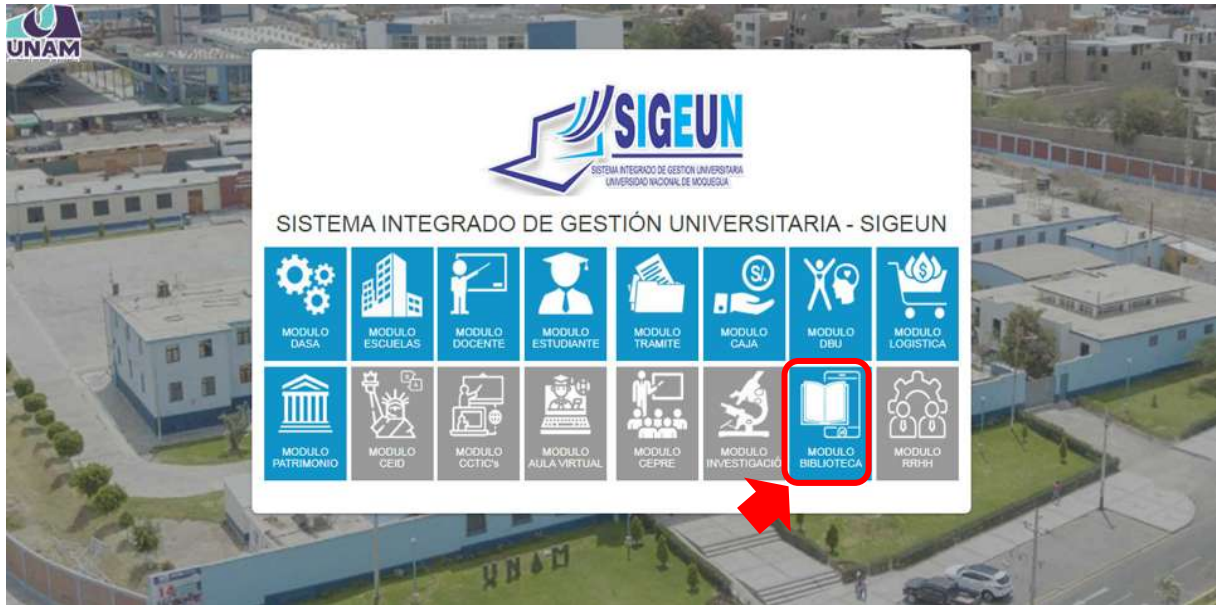 UNAM
SIGEUN
SISTEMA INTEGRADO DE GESTION UNIVERSITARIA
UNIVERSIDAD NACIONAL DE MOQUEGUA
SISTEMA INTEGRADO DE GESTIÓN UNIVERSITARIA - SIGEUN
S/.
$
MODULO
DASA
MODULO
ESCUELAS
MODULO
DOCENTE
MODULO
ESTUDIANTE
MODULO
TRAMITE
MODULO
CAJA
MODULO
DBU
MODULO
LOGISTICA
MODULO
PATRIMONIO
MODULO
CEID
MODULO
CCTIC's
MODULO
AULA VIRTUAL
MODULO
CEPRE
MODULO
INVESTIGACIÓ
MODULO
BIBLIOTECA
MODULO
RRHH
UNAM